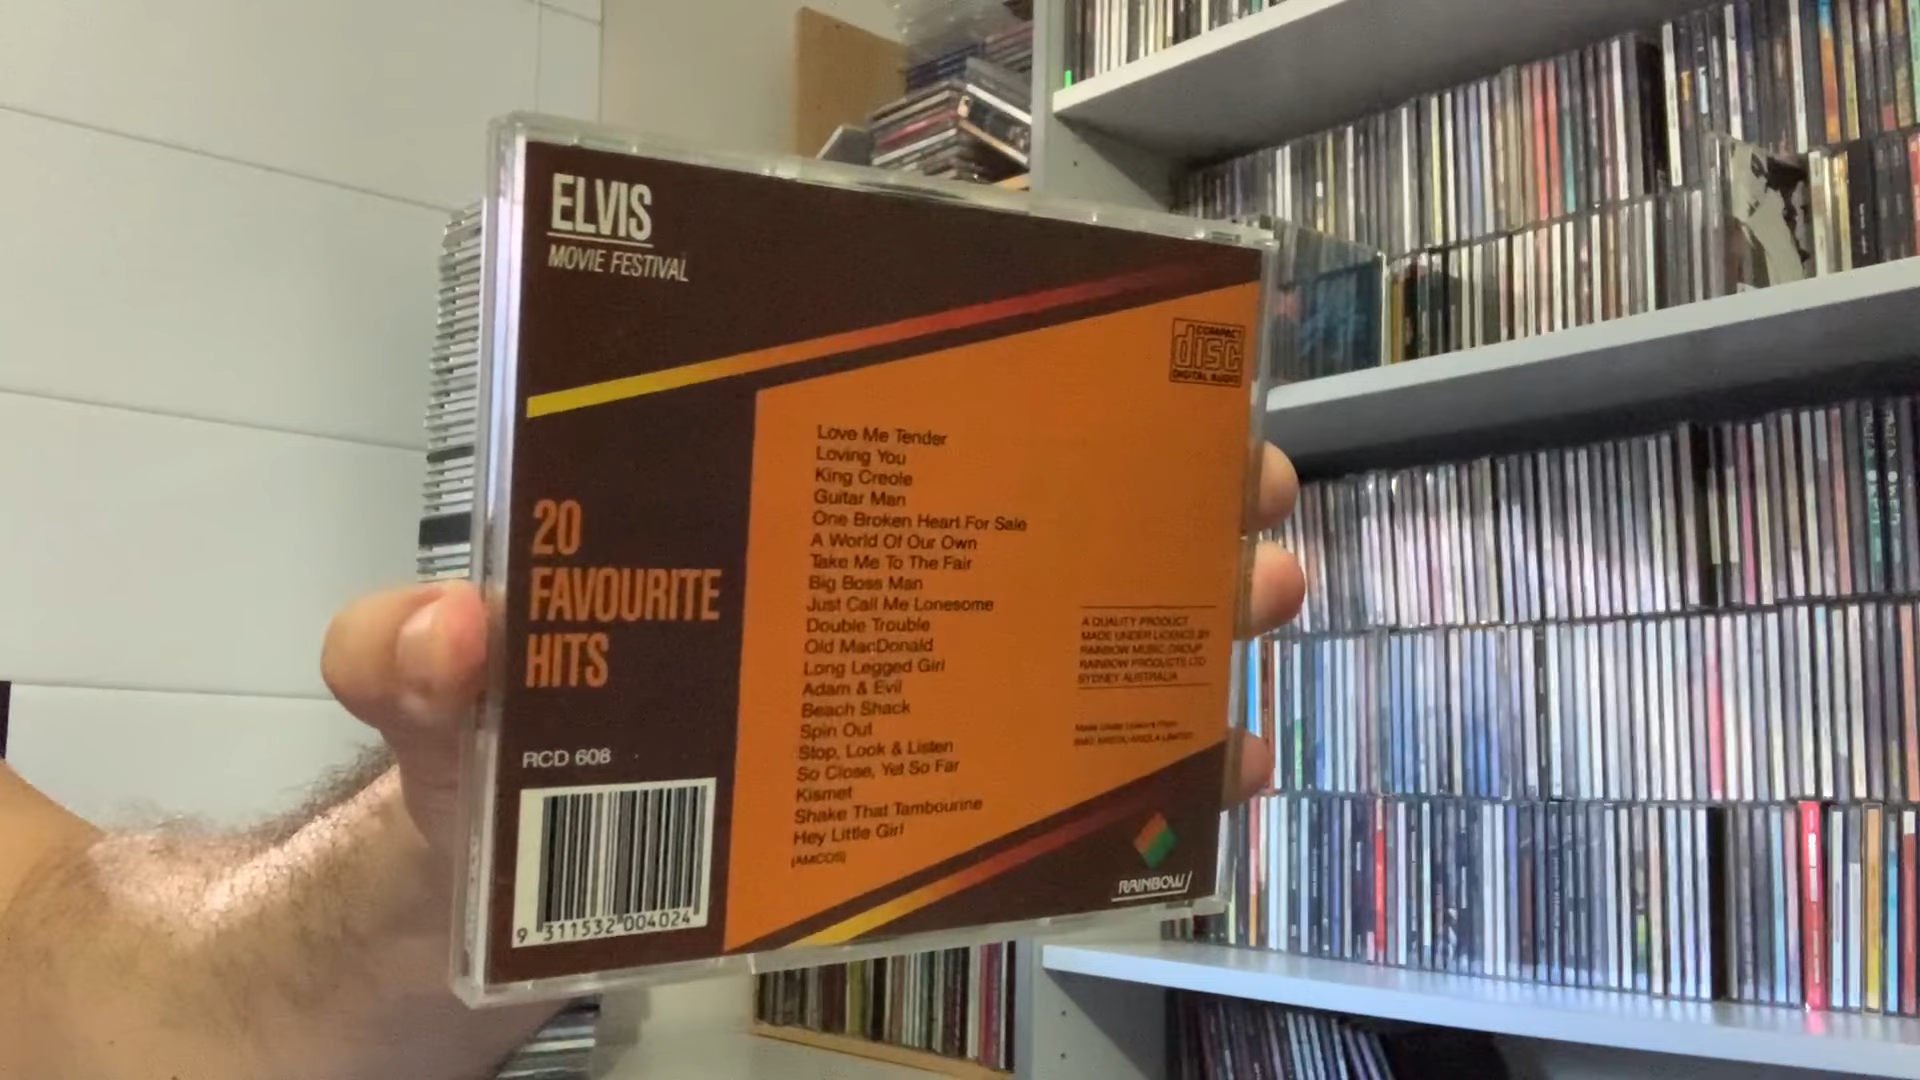 ELVIS
MOVIE FESTIVAL
COMPACT
disc
DIGITAL AUDIO
20
FAVOURITE
HITS
Love Me Tender
Loving You
King Creole
Guitar Man
One Broken Heart For Sale
A World Of Our Own
Take Me To The Fair
Big Boss Man
Just Call Me Lonesome
Double Trouble
Old MacDonald
Long Legged Girl
Adam & Evil
Beach Shack
Spin Out
Stop, Look & Listen
So Close, Yet So Far
Kismet
Shake That Tambourine
Hey Little Girl
(AMCOS)
A QUALITY PRODUCT
MADE UNDER LICENCE BY
RAINBOW MUSIC GROUP
RAINBOW PRODUCTS LTD
SYDNEY AUSTRALIA
Made Under Licence From
RCD 608
9 311532 004024
RAINBOW